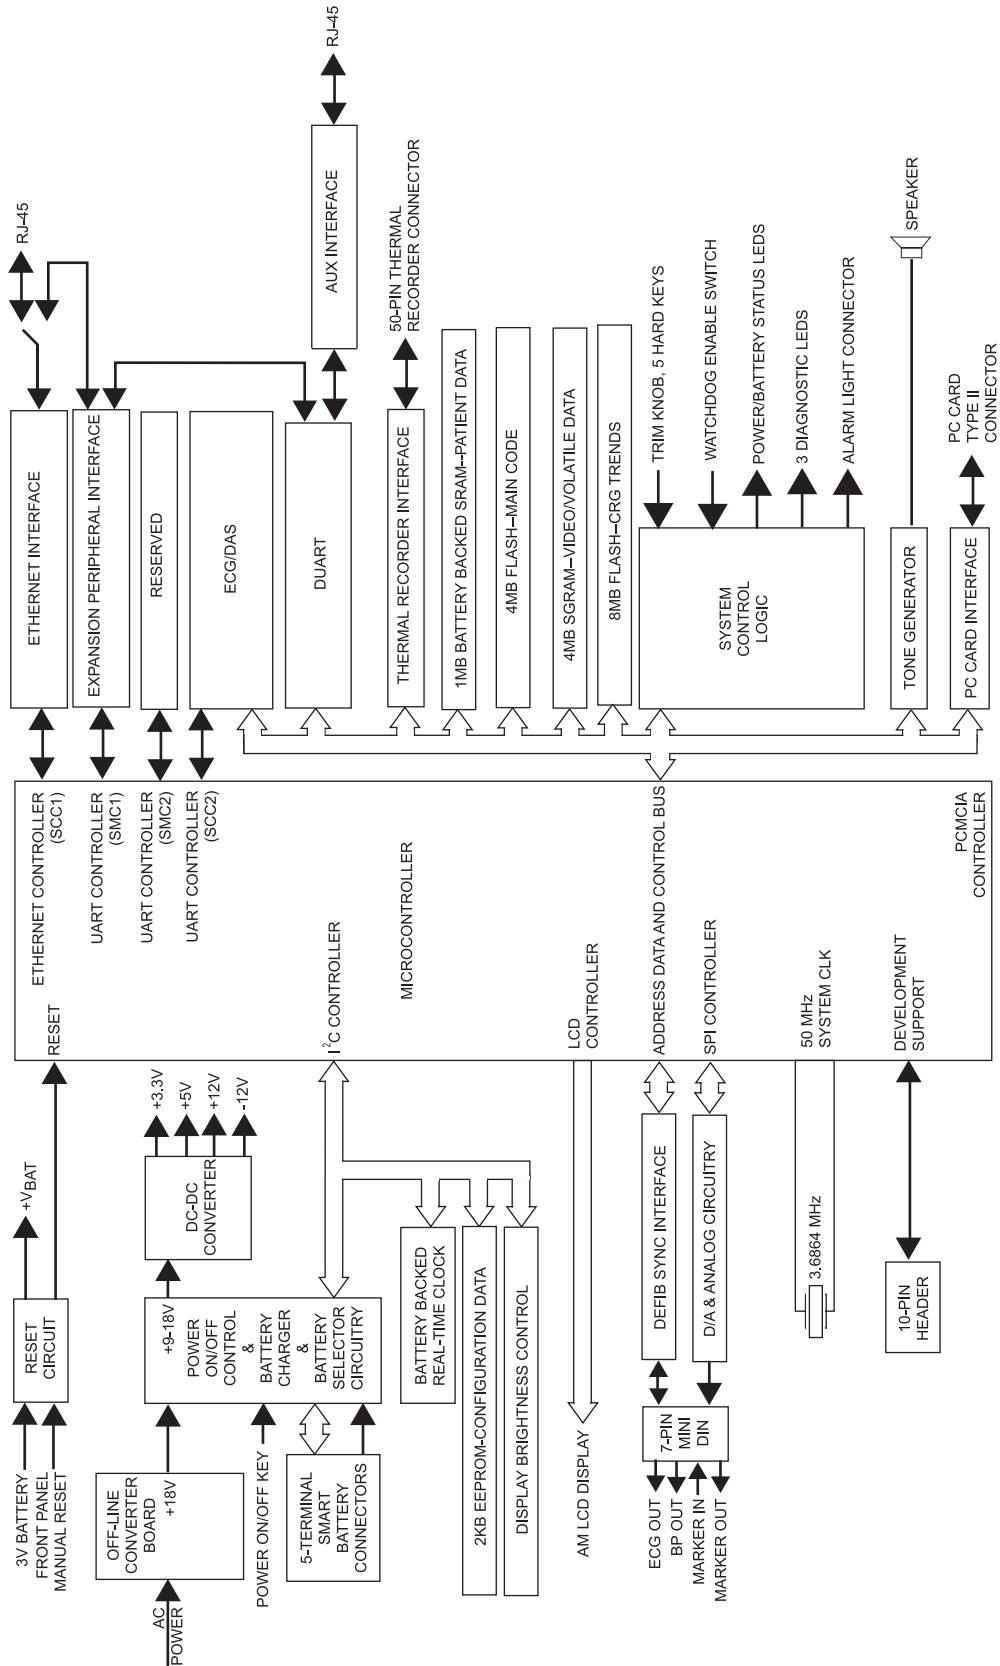 3V BATTERY
FRONT PANEL
MANUAL RESET
RESET
CIRCUIT
+VBAT
RESET
AC
POWER
OFF-LINE
CONVERTER
BOARD
+18V
+9-18V
POWER
ON/OFF
CONTROL
&
BATTERY
CHARGER
&
BATTERY
SELECTOR
CIRCUITRY
DC-DC
CONVERTER
+3.3V
+5V
+12V
-12V
POWER ON/OFF KEY
5-TERMINAL
SMART
BATTERY
CONNECTORS
I2C CONTROLLER
BATTERY BACKED
REAL-TIME CLOCK
2KB EEPROM-CONFIGURATION DATA
DISPLAY BRIGHTNESS CONTROL
AM LCD DISPLAY
LCD
CONTROLLER
ECG OUT
BP OUT
MARKER IN
MARKER OUT
7-PIN
MINI
DIN
DEFIB SYNC INTERFACE
D/A & ANALOG CIRCUITRY
ADDRESS DATA AND CONTROL BUS
SPI CONTROLLER
3.6864 MHz
50 MHz
SYSTEM CLK
10-PIN
HEADER
DEVELOPMENT
SUPPORT
MICROCONTROLLER
ETHERNET CONTROLLER
(SCC1)
UART CONTROLLER
(SMC1)
UART CONTROLLER
(SMC2)
UART CONTROLLER
(SCC2)
PCMCIA
CONTROLLER
ETHERNET INTERFACE
EXPANSION PERIPHERAL INTERFACE
RESERVED
ECG/DAS
DUART
RJ-45
AUX INTERFACE
RJ-45
THERMAL RECORDER INTERFACE
50-PIN THERMAL
RECORDER CONNECTOR
1MB BATTERY BACKED SRAM--PATIENT DATA
4MB FLASH–MAIN CODE
4MB SGRAM–VIDEO/VOLATILE DATA
8MB FLASH–CRG TRENDS
SYSTEM
CONTROL
LOGIC
TRIM KNOB, 5 HARD KEYS
WATCHDOG ENABLE SWITCH
POWER/BATTERY STATUS LEDS
3 DIAGNOSTIC LEDS
ALARM LIGHT CONNECTOR
TONE GENERATOR
SPEAKER
PC CARD INTERFACE
PC CARD
TYPE II
CONNECTOR